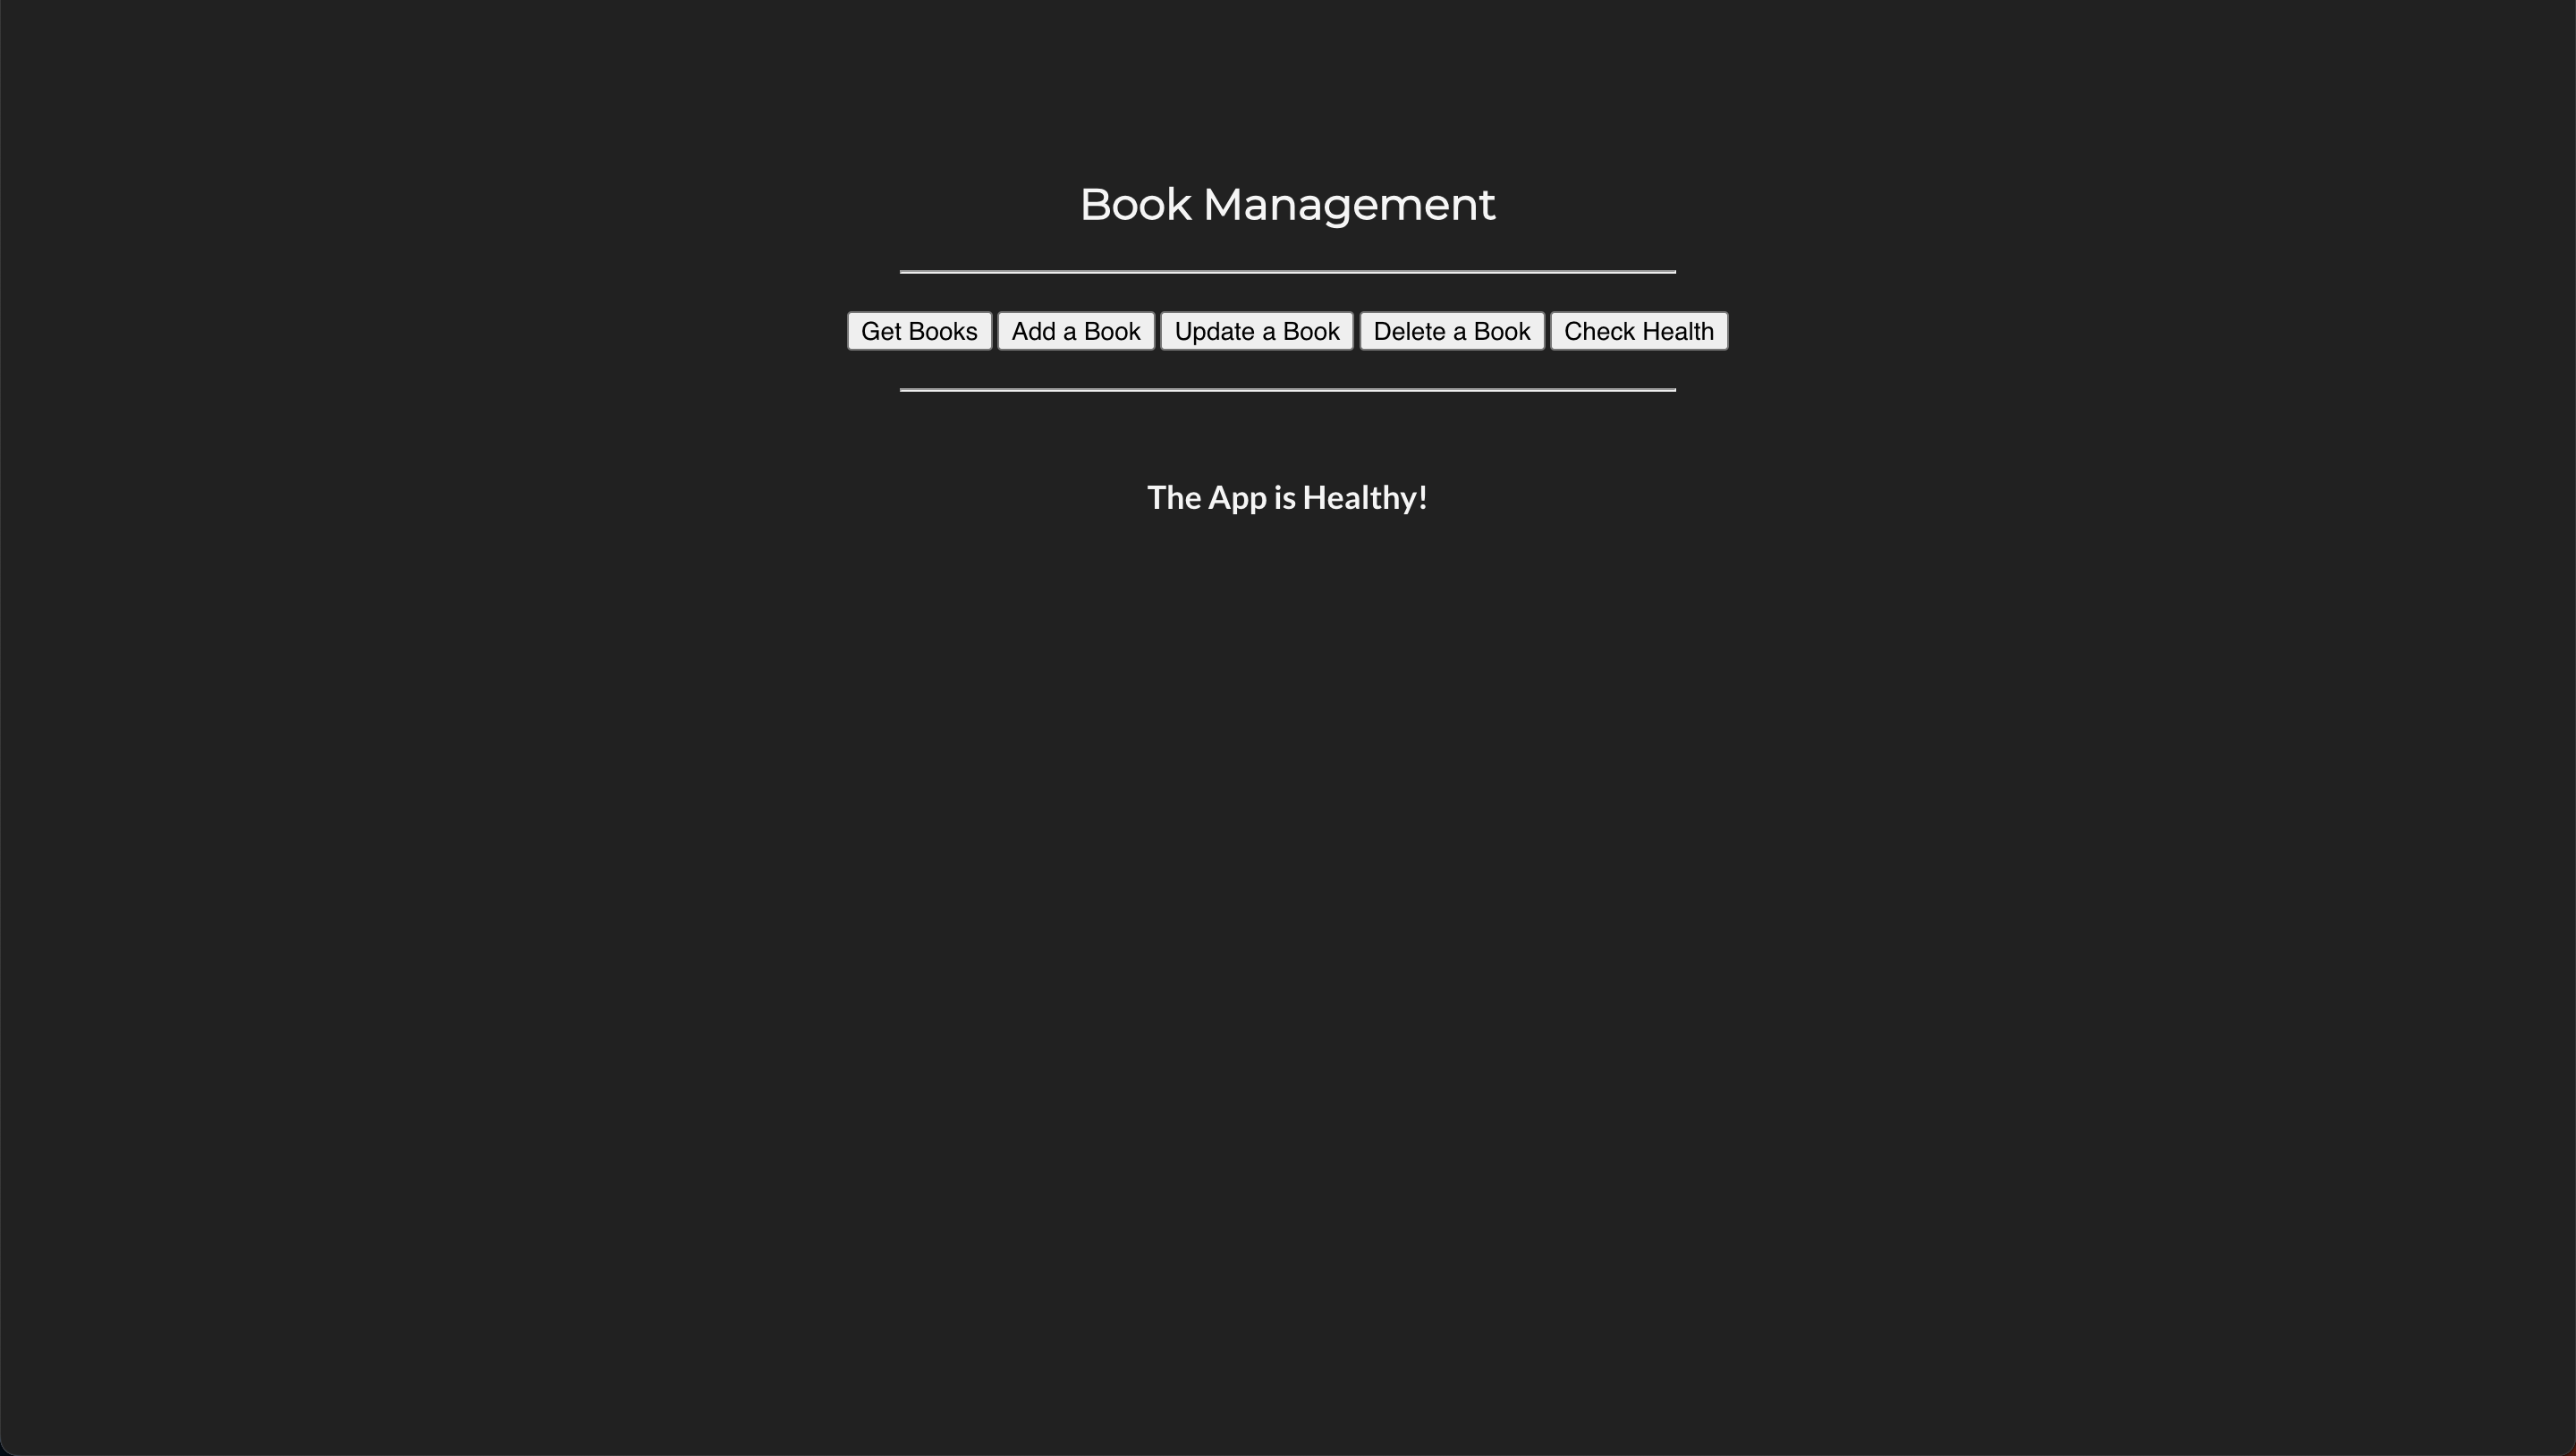 Book Management
Get Books Add a Book Update a Book Delete a Book Check Health
The App is Healthy!